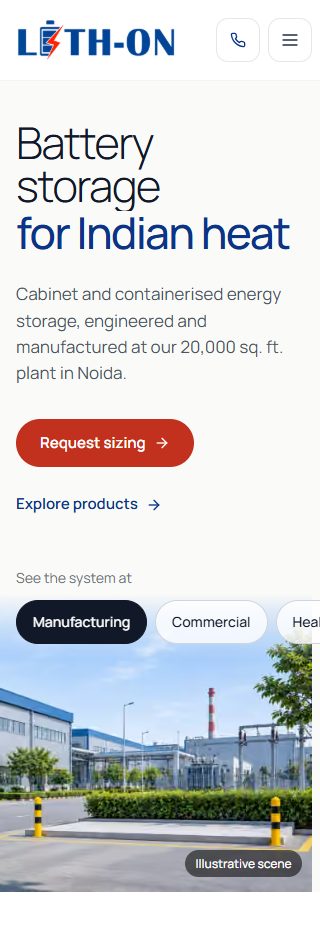 LITH-ON
Battery
storage
for Indian heat
Cabinet and containerised energy
storage, engineered and
manufactured at our 20,000 sq. ft.
plant in Noida.
Request sizing
Explore products
See the system at
Manufacturing Commercial Heal
Illustrative scene